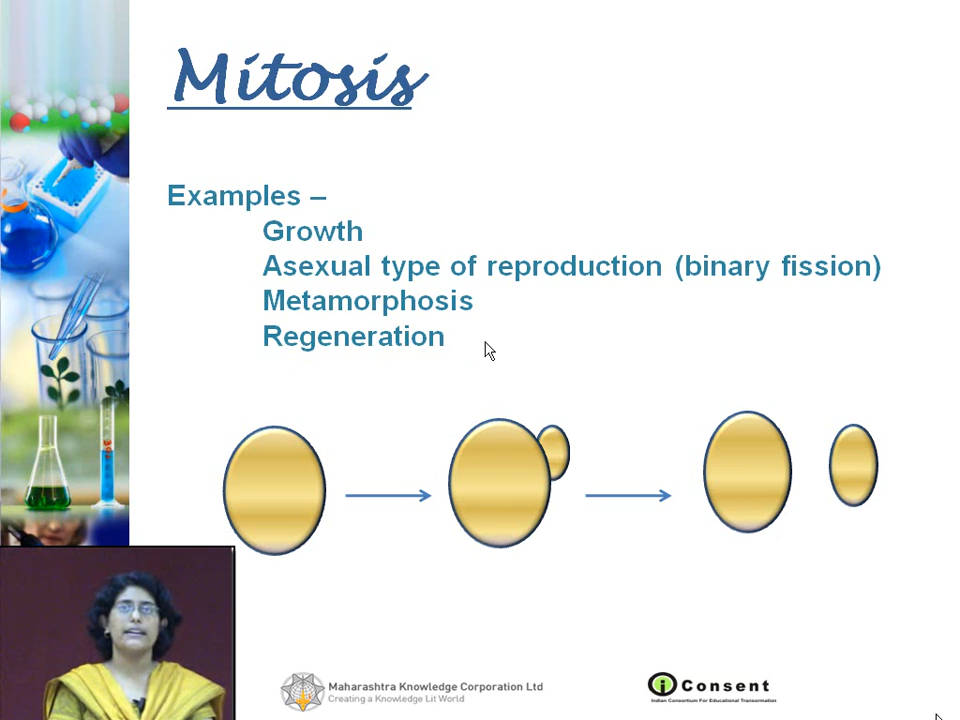 Mitosis
Examples –
Growth
Asexual type of reproduction (binary fission)
Metamorphosis
Regeneration
Maharashtra Knowledge Corporation Ltd
Creating a Knowledge Lit World
i Consent
Indian Consortium For Educational Transformation